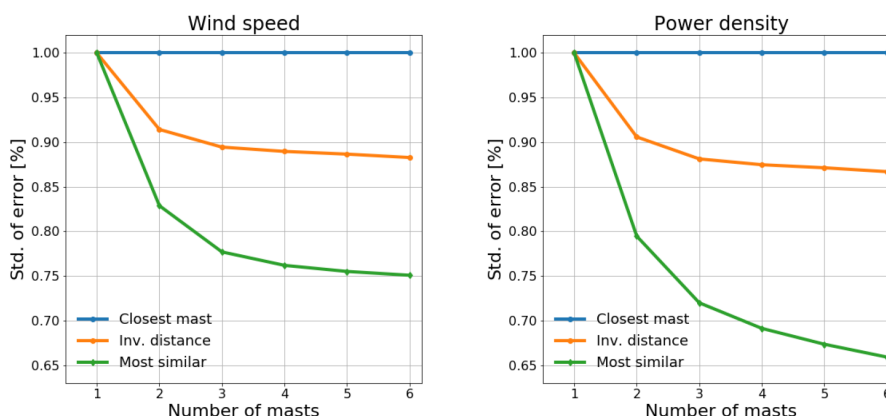 Wind speed
1.00
0.95
0.90
0.85
0.80
0.75
0.70
0.65
Std. of error [%]
Closest mast
Inv. distance
Most similar
1 2 3 4 5 6
Number of masts
Power density
1.00
0.95
0.90
0.85
0.80
0.75
0.70
0.65
Std. of error [%]
Closest mast
Inv. distance
Most similar
1 2 3 4 5 6
Number of masts